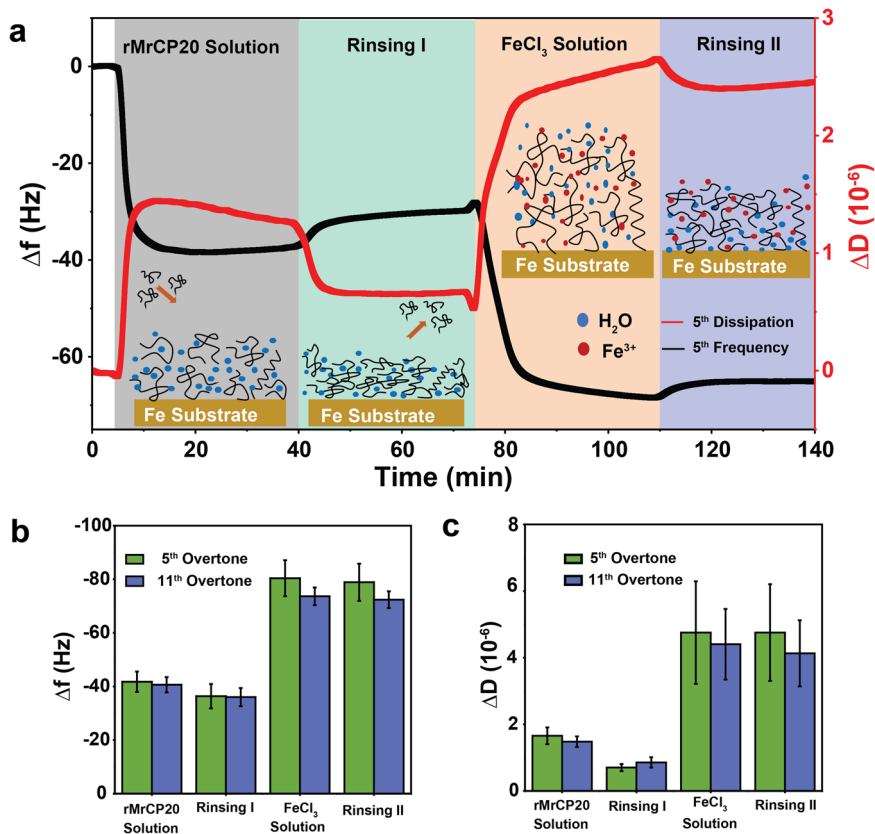 a
rMrCP20 Solution
Rinsing I
FeCl3 Solution
Rinsing II
Δf (Hz)
0
-20
-40
-60
3
2
1
0
ΔD (10-6)
Fe Substrate
Fe Substrate
Fe Substrate
Fe Substrate
H2O
Fe3+
5th Dissipation
5th Frequency
0 20 40 60 80 100 120 140
Time (min)
b
Δf (Hz)
-100
-80
-60
-40
-20
0
5th Overtone
11th Overtone
rMrCP20 Solution
Rinsing I
FeCl3 Solution
Rinsing II
c
ΔD (10-6)
8
6
4
2
0
5th Overtone
11th Overtone
rMrCP20 Solution
Rinsing I
FeCl3 Solution
Rinsing II